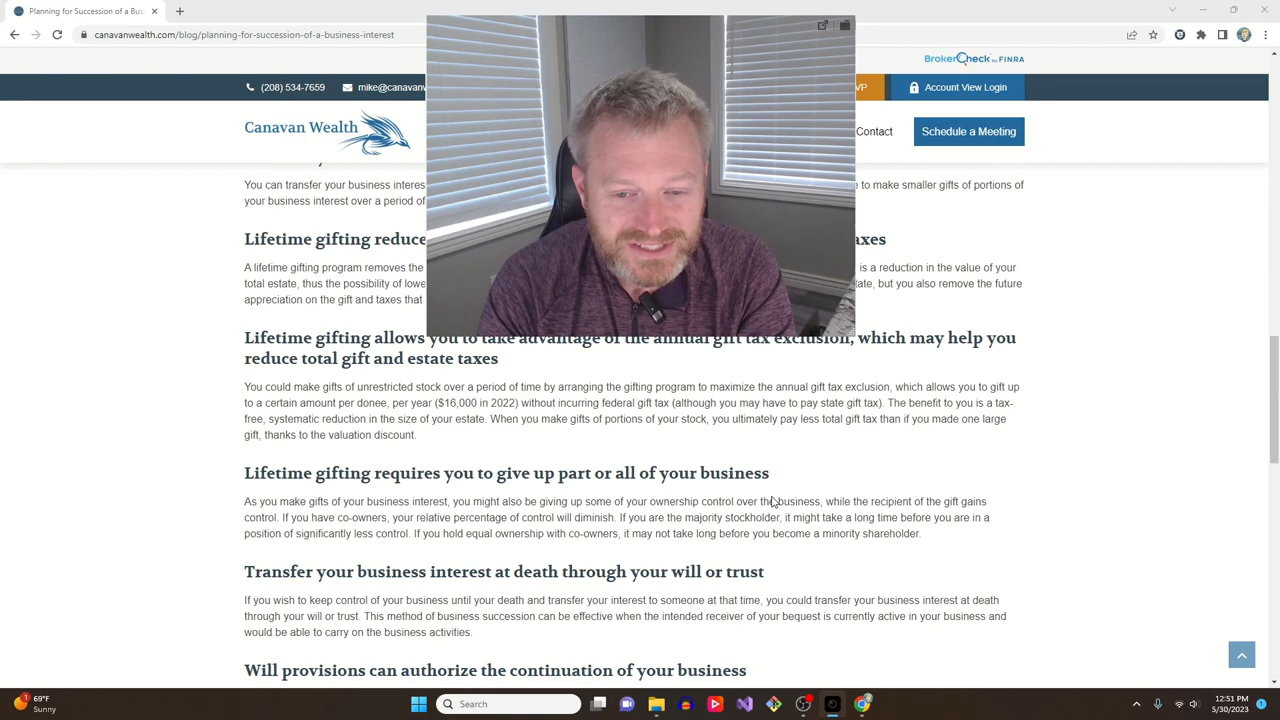 Planning for Succession of a Bus
canavanwealth.com/blog/planning-for-succession-of-a-business-interest
BrokerCheck by FINRA
(208) 534-7659
VP
Account View Login
Canavan Wealth
Contact
Schedule a Meeting
You can transfer your business
to make smaller gifts of portions of
your business interest over a period of
Lifetime gifting
A lifetime gifting program removes the
is a reduction in the value of your
total estate, thus the possibility of
but you also remove the future
appreciation on the gift and taxes that
Lifetime gifting allows you to take advantage of the annual gift tax exclusion, which may help you
reduce total gift and estate taxes
You could make gifts of unrestricted stock over a period of time by arranging the gifting program to maximize the annual gift tax exclusion, which allows you to gift up
to a certain amount per donee, per year ($16,000 in 2022) without incurring federal gift tax (although you may have to pay state gift tax). The benefit to you is a tax-
free, systematic reduction in the size of your estate. When you make gifts of portions of your stock, you ultimately pay less total gift tax than if you made one large
gift, thanks to the valuation discount.
Lifetime gifting requires you to give up part or all of your business
As you make gifts of your business interest, you might also be giving up some of your ownership control over the business, while the recipient of the gift gains
control. If you have co-owners, your relative percentage of control will diminish. If you are the majority stockholder, it might take a long time before you are in a
position of significantly less control. If you hold equal ownership with co-owners, it may not take long before you become a minority shareholder.
Transfer your business interest at death through your will or trust
If you wish to keep control of your business until your death and transfer your interest to someone at that time, you could transfer your business interest at death
through your will or trust. This method of business succession can be effective when the intended receiver of your bequest is currently active in your business and
would be able to carry on the business activities.
Will provisions can authorize the continuation of your business
69°F
Sunny
Search
12:51 PM
5/30/2023